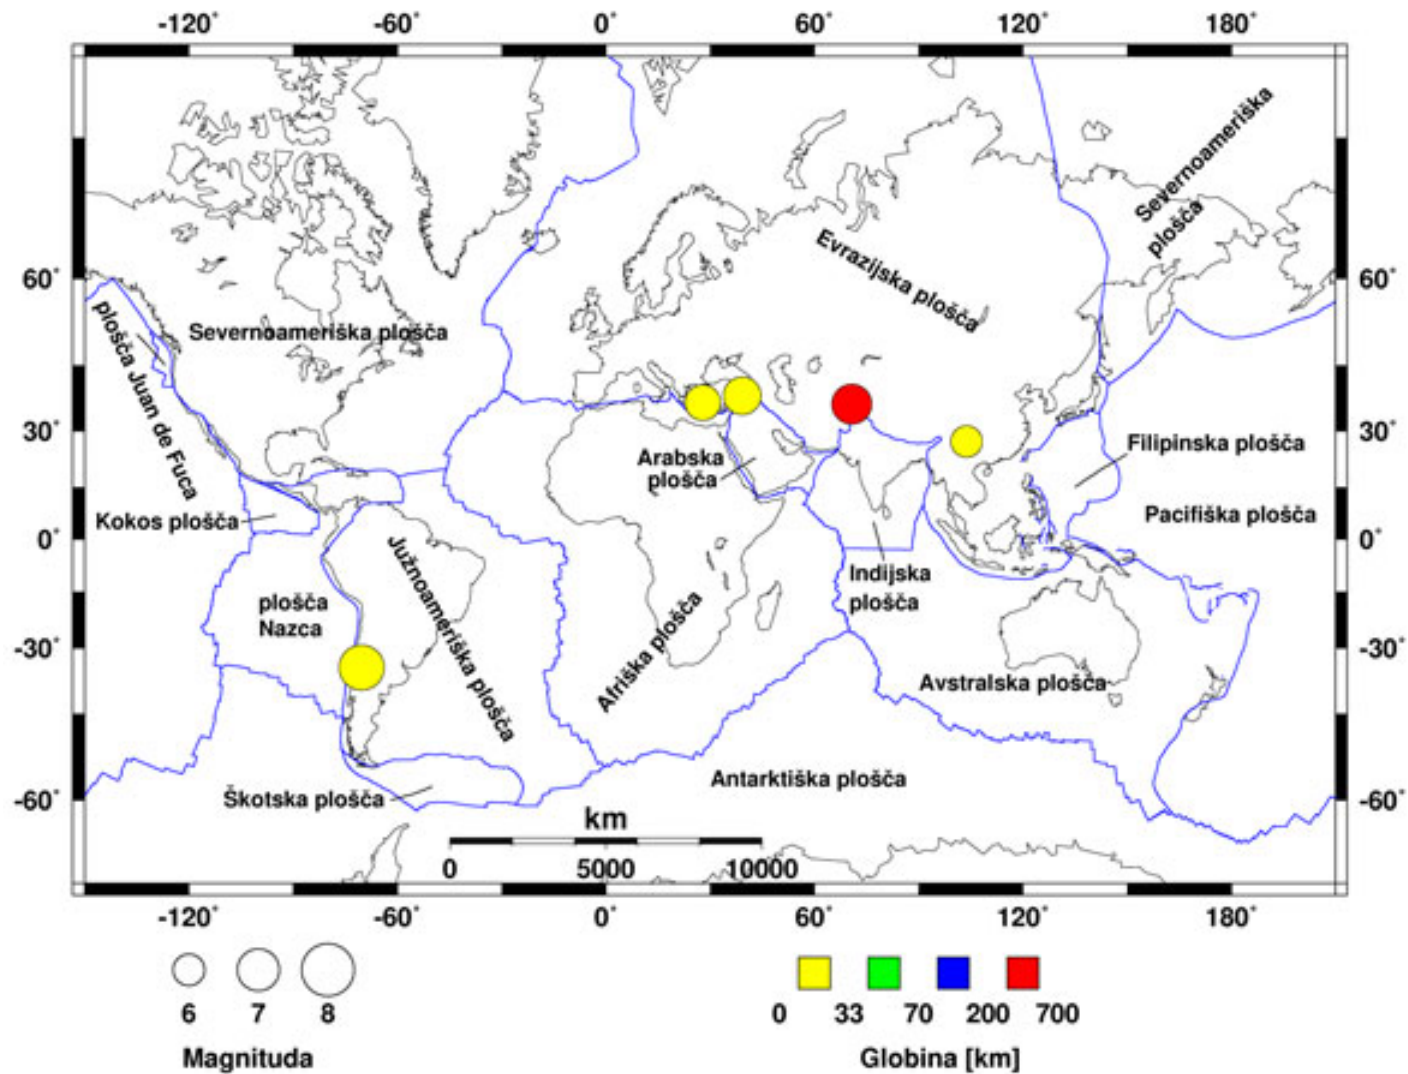 -120° -60° 0° 60° 120° 180°
Severnoameriška
plošča
Evrazijska plošča
60° 60°
plošča Juan de Fuca
Severnoameriška plošča
30° 30°
Filipinska plošča
Arabska
plošča
Pacifiška plošča
Kokos plošča
0° 0°
Južnoameriška plošča
Indijska
plošča
plošča
Nazca
Afriška plošča
-30° -30°
Avstralska plošča
Antarktiška plošča
Škotska plošča
-60° -60°
km
0 5000 10000
-120° -60° 0° 60° 120° 180°
6 7 8
Magnituda
0 33 70 200 700
Globina [km]